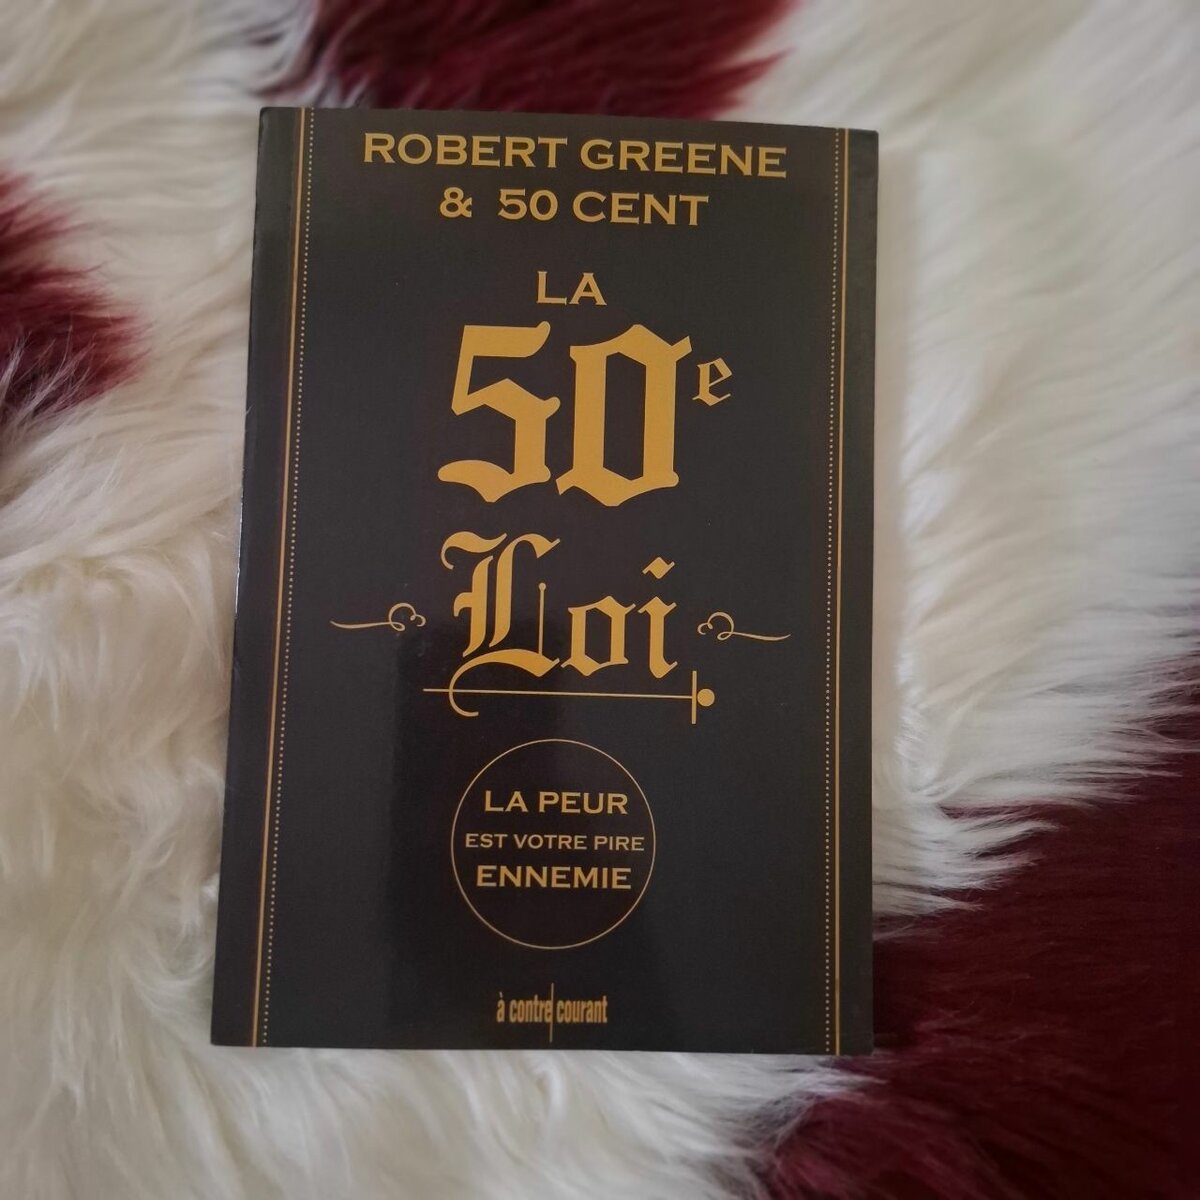 ROBERT GREENE
& 50 CENT
LA
50e
Loi
LA PEUR
EST VOTRE PIRE
ENNEMIE
à contre courant